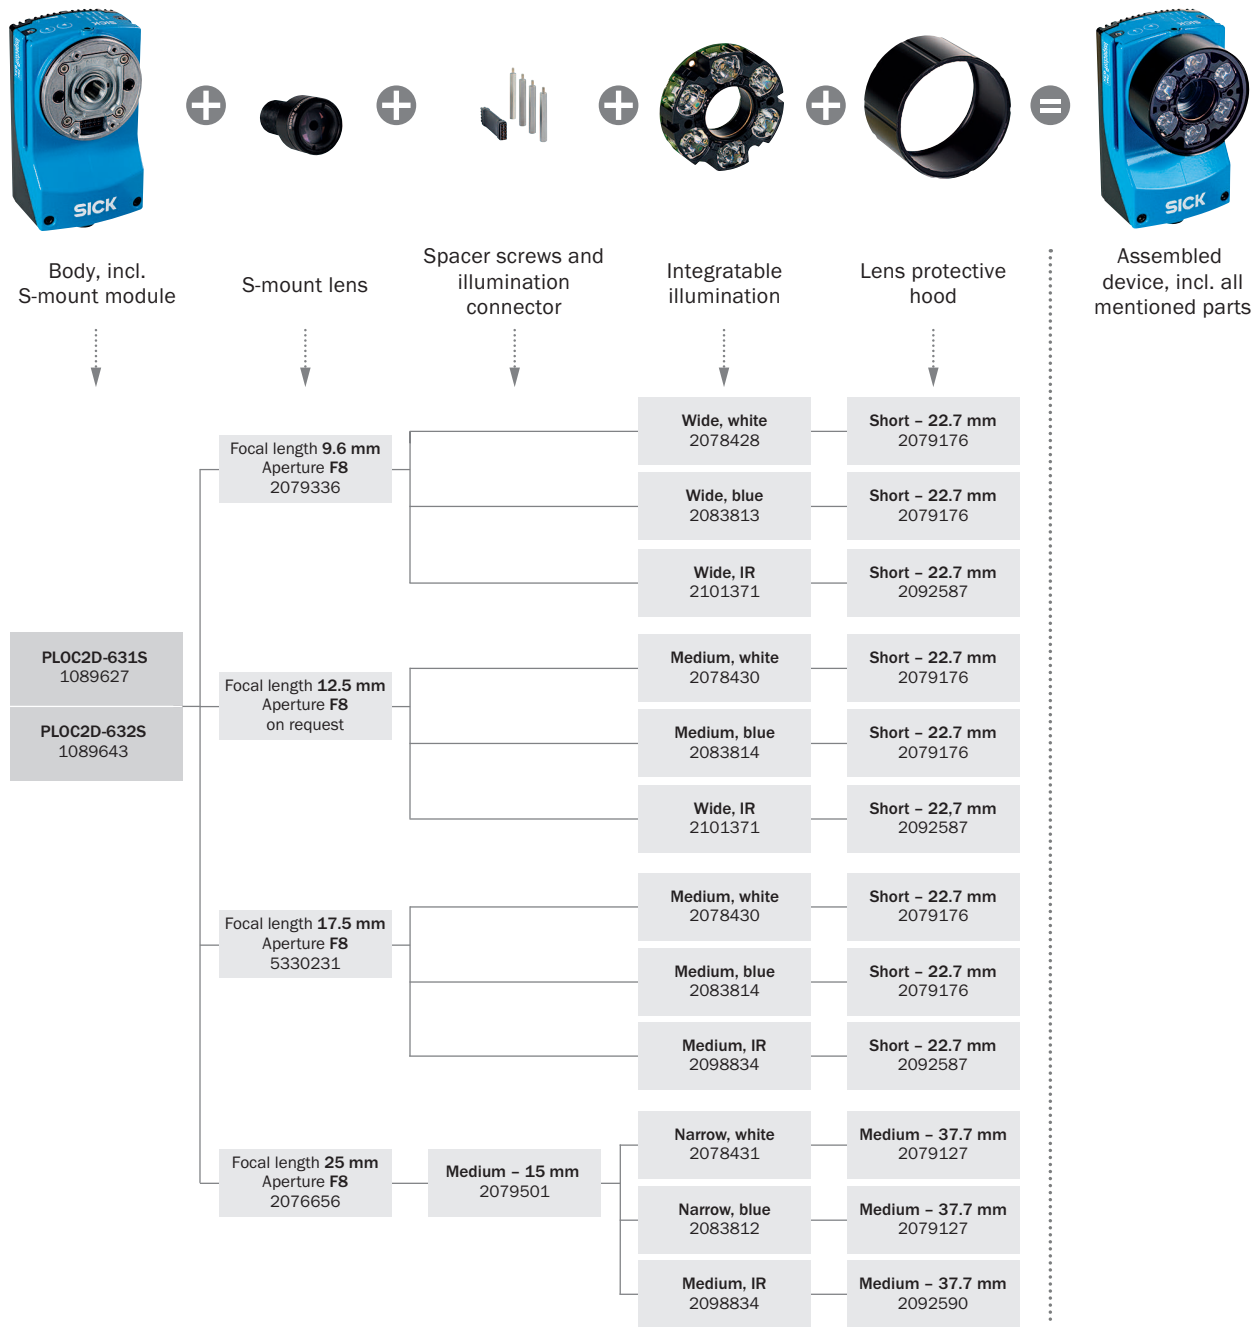 SICK
SICK
SICK
SICK
Body, incl.
S-mount module
S-mount lens
Spacer screws and
illumination
connector
Integratable
illumination
Lens protective
hood
Assembled
device, incl. all
mentioned parts
PLOC2D-631S
1089627
PLOC2D-632S
1089643
Focal length 9.6 mm
Aperture F8
2079336
Wide, white
2078428
Short – 22.7 mm
2079176
Wide, blue
2083813
Short – 22.7 mm
2079176
Wide, IR
2101371
Short – 22.7 mm
2092587
Focal length 12.5 mm
Aperture F8
on request
Medium, white
2078430
Short – 22.7 mm
2079176
Medium, blue
2083814
Short – 22.7 mm
2079176
Wide, IR
2101371
Short – 22,7 mm
2092587
Focal length 17.5 mm
Aperture F8
5330231
Medium, white
2078430
Short – 22.7 mm
2079176
Medium, blue
2083814
Short – 22.7 mm
2079176
Medium, IR
2098834
Short – 22.7 mm
2092587
Focal length 25 mm
Aperture F8
2076656
Medium – 15 mm
2079501
Narrow, white
2078431
Medium – 37.7 mm
2079127
Narrow, blue
2083812
Medium – 37.7 mm
2079127
Medium, IR
2098834
Medium – 37.7 mm
2092590